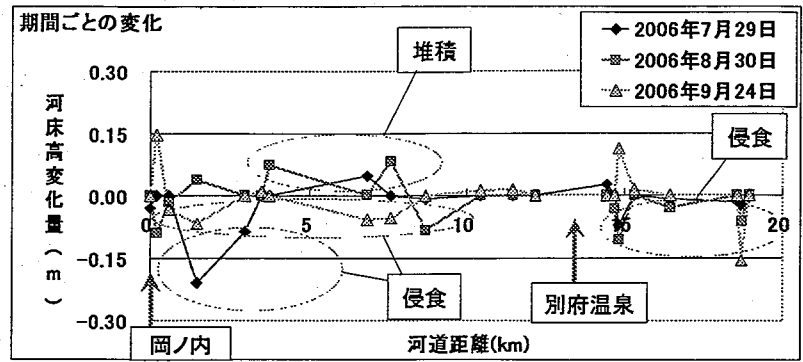 期間ごとの変化
2006年7月29日
2006年8月30日
2006年9月24日
堆積
侵食
0.30
0.15
0.00
-0.15
-0.30
河床高変化量(m)
0
5
10
15
20
侵食
別府温泉
岡ノ内
河道距離(km)